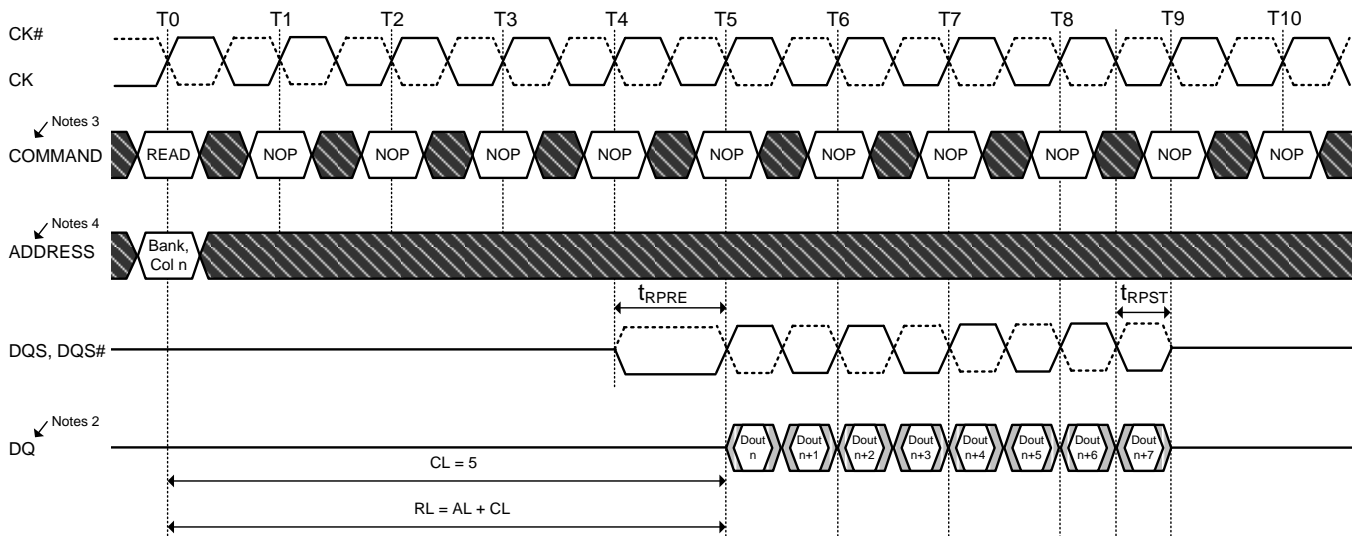 T0 T1 T2 T3 T4 T5 T6 T7 T8 T9 T10
CK#
CK
Notes 3
COMMAND READ NOP NOP NOP NOP NOP NOP NOP NOP NOP NOP
Notes 4
ADDRESS Bank, Col n
tRPRE tRPST
DQS, DQS#
Notes 2
DQ Dout n Dout n+1 Dout n+2 Dout n+3 Dout n+4 Dout n+5 Dout n+6 Dout n+7
CL = 5
RL = AL + CL